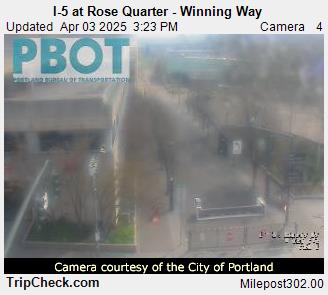 I-5 at Rose Quarter - Winning Way
Updated Apr 03 2025 3:23 PM Camera 4
PBOT
PORTLAND BUREAU OF TRANSPORTATION
Camera courtesy of the City of Portland
TripCheck.com Milepost302.00